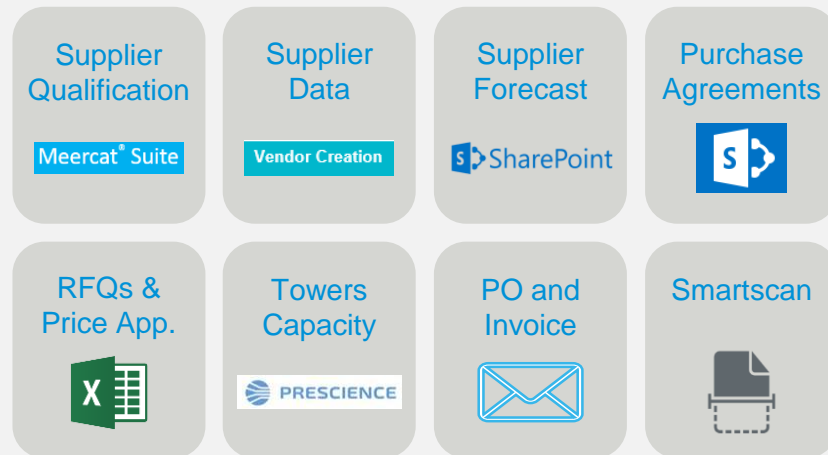 Supplier
Qualification
Meercat® Suite
Supplier
Data
Vendor Creation
Supplier
Forecast
S SharePoint
Purchase
Agreements
S
RFQs &
Price App.
X
Towers
Capacity
PRESCIENCE
PO and
Invoice
Smartscan